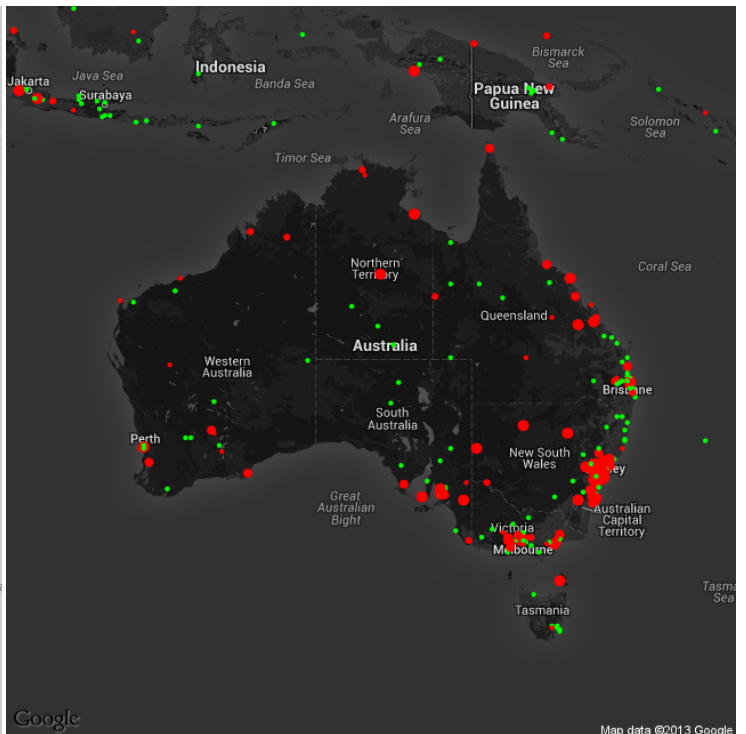 Bismarck
Sea
Indonesia
Java Sea
Jakarta
Banda Sea
Papua New
Guinea
Surabaya
Arafura
Sea
Solomon
Sea
Timor Sea
Northern
Territory
Coral Sea
Queensland
Australia
Western
Australia
Brisbane
South
Australia
Perth
New South
Wales
Great
Australian
Bight
Australian
Capital
Territory
Victoria
Melbourne
Tasma
Sea
Tasmania
Google
Map data ©2013 Google